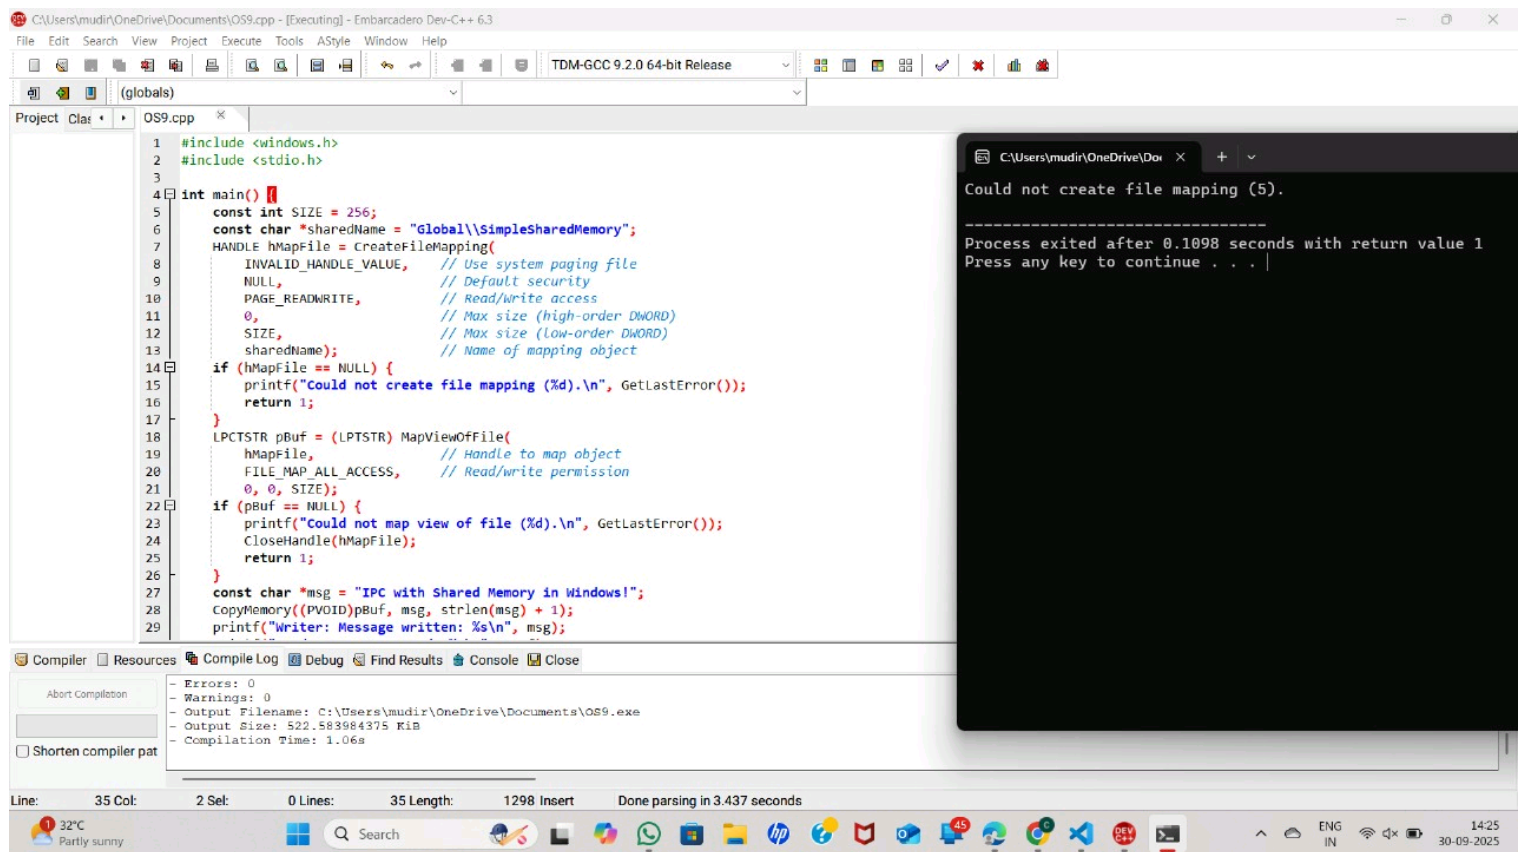 C:\Users\mudir\OneDrive\Documents\OS9.cpp - [Executing] - Embarcadero Dev-C++ 6.3
File Edit Search View Project Execute Tools AStyle Window Help
TDM-GCC 9.2.0 64-bit Release
(globals)
Project Clas OS9.cpp
1 #include <windows.h>
2 #include <stdio.h>
3
4 int main() {
5 const int SIZE = 256;
6 const char *sharedName = "Global\\SimpleSharedMemory";
7 HANDLE hMapFile = CreateFileMapping(
8 INVALID_HANDLE_VALUE, // Use system paging file
9 NULL, // Default security
10 PAGE_READWRITE, // Read/Write access
11 0, // Max size (high-order DWORD)
12 SIZE, // Max size (low-order DWORD)
13 sharedName); // Name of mapping object
14 if (hMapFile == NULL) {
15 printf("Could not create file mapping (%d).\n", GetLastError());
16 return 1;
17 }
18 LPCTSTR pBuf = (LPTSTR) MapViewOfFile(
19 hMapFile, // Handle to map object
20 FILE_MAP_ALL_ACCESS, // Read/write permission
21 0, 0, SIZE);
22 if (pBuf == NULL) {
23 printf("Could not map view of file (%d).\n", GetLastError());
24 CloseHandle(hMapFile);
25 return 1;
26 }
27 const char *msg = "IPC with Shared Memory in Windows!";
28 CopyMemory((PVOID)pBuf, msg, strlen(msg) + 1);
29 printf("Writer: Message written: %s\n", msg);
C:\Users\mudir\OneDrive\Do
Could not create file mapping (5).
--------------------------------
Process exited after 0.1098 seconds with return value 1
Press any key to continue . . .
Compiler Resources Compile Log Debug Find Results Console Close
Abort Compilation
Shorten compiler pat
- Errors: 0
- Warnings: 0
- Output Filename: C:\Users\mudir\OneDrive\Documents\OS9.exe
- Output Size: 522.583984375 KiB
- Compilation Time: 1.06s
Line: 35 Col: 2 Sel: 0 Lines: 35 Length: 1298 Insert Done parsing in 3.437 seconds
1
32°C
Partly sunny
Search
hp
45
C
DEV
C++
ENG
IN
14:25
30-09-2025